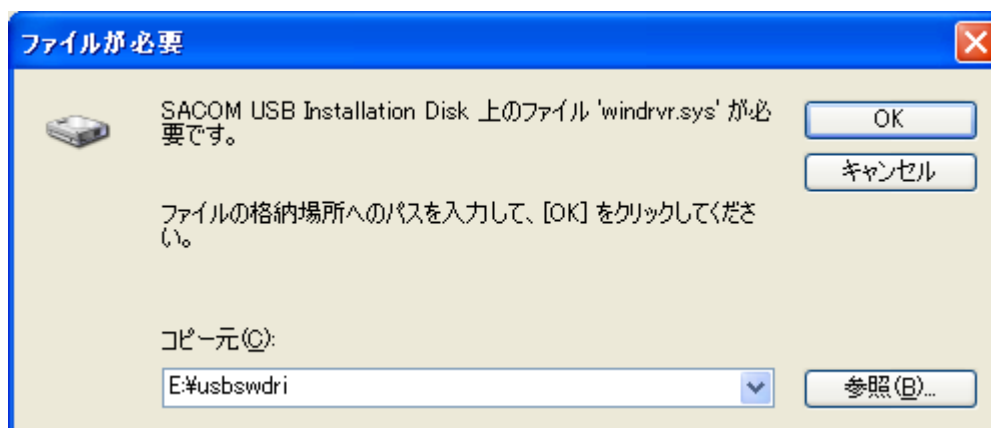 ファイルが必要
SACOM USB Installation Disk 上のファイル 'windrvr.sys' が必
要です。
OK
キャンセル
ファイルの格納場所へのパスを入力して、[OK] をクリックしてくださ
い。
コピー元(C):
E:¥usbswdri
参照(B)...